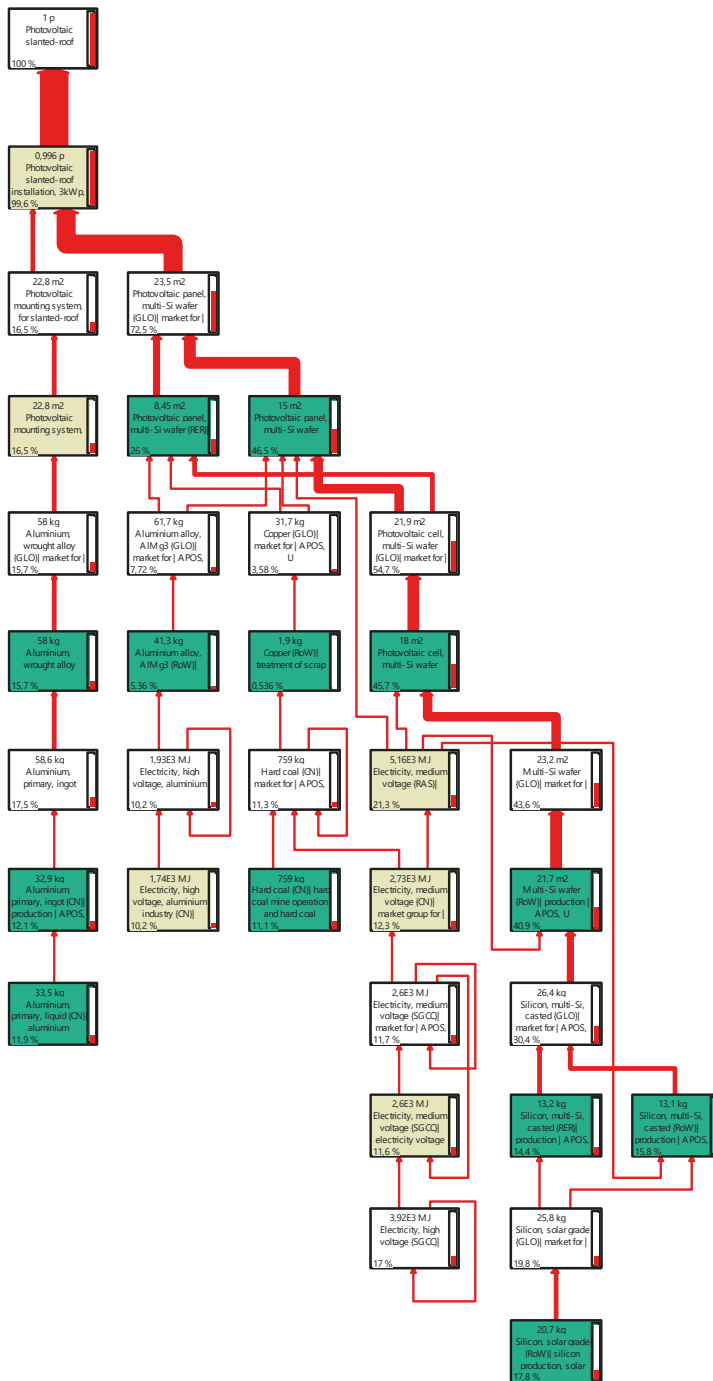 1 p
Photovoltaic
slanted-roof
100 %
0,996 p
Photovoltaic
slanted-roof
installation, 3kWp,
99,6 %
22,8 m2
Photovoltaic
mounting system,
for slanted-roof
16,5 %
23,5 m2
Photovoltaic panel,
multi-Si wafer
{GLO}| market for |
72,5 %
22,8 m2
Photovoltaic
mounting system,
16,5 %
8,45 m2
Photovoltaic panel,
multi-Si wafer {RER}|
26 %
15 m2
Photovoltaic panel,
multi-Si wafer
46,5 %
58 kg
Aluminium,
wrought alloy
{GLO}| market for |
15,7 %
61,7 kg
Aluminium alloy,
AlMg3 {GLO}|
market for | APOS,
7,72 %
31,7 kg
Copper {GLO}|
market for | APOS,
U
3,58 %
21,9 m2
Photovoltaic cell,
multi-Si wafer
{GLO}| market for |
54,7 %
58 kg
Aluminium,
wrought alloy
15,7 %
41,3 kg
Aluminium alloy,
AlMg3 {RoW}|
5,36 %
1,9 kg
Copper {RoW}|
treatment of scrap
0,536 %
18 m2
Photovoltaic cell,
multi-Si wafer
45,7 %
58,6 kg
Aluminium,
primary, ingot
17,5 %
1,93E3 MJ
Electricity, high
voltage, aluminium
10,2 %
759 kg
Hard coal {CN}|
market for | APOS,
11,3 %
5,16E3 MJ
Electricity, medium
voltage {RAS}|
21,3 %
23,2 m2
Multi-Si wafer
{GLO}| market for |
43,6 %
32,9 kg
Aluminium,
primary, ingot {CN}|
production | APOS,
12,1 %
1,74E3 MJ
Electricity, high
voltage, aluminium
industry {CN}|
10,2 %
759 kg
Hard coal {CN}| hard
coal mine operation
and hard coal
11,1 %
2,73E3 MJ
Electricity, medium
voltage {CN}|
market group for |
12,3 %
21,7 m2
Multi-Si wafer
{RoW}| production |
APOS, U
40,9 %
33,5 kg
Aluminium,
primary, liquid {CN}|
aluminium
11,9 %
2,6E3 MJ
Electricity, medium
voltage {SGCC}|
market for | APOS,
11,7 %
26,4 kg
Silicon, multi-Si,
casted {GLO}|
market for | APOS,
30,4 %
2,6E3 MJ
Electricity, medium
voltage {SGCC}|
electricity voltage
11,6 %
13,2 kg
Silicon, multi-Si,
casted {RER}|
production | APOS,
14,4 %
13,1 kg
Silicon, multi-Si,
casted {RoW}|
production | APOS,
15,8 %
3,92E3 MJ
Electricity, high
voltage {SGCC}|
17 %
25,8 kg
Silicon, solar grade
{GLO}| market for |
19,8 %
20,7 kg
Silicon, solar grade
{RoW}| silicon
production, solar
17,8 %